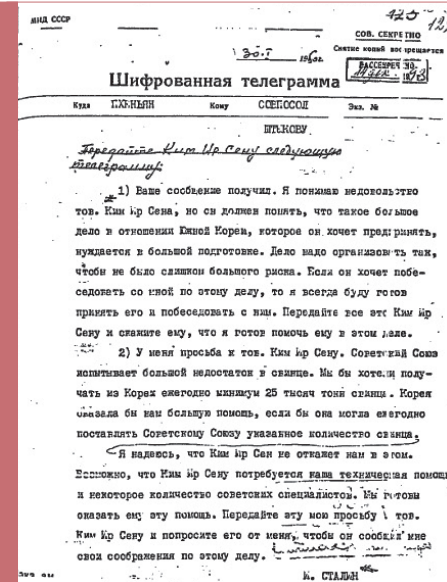 МИД СССР
125
12
СОВ. СЕКРЕТНО
Снятие копий воспрещается
30.I
РАССЕКРЕЧЕНО
Шифрованная телеграмма
Куда ПХЕНЬЯН Кому СОВПОСОЛ Экз. №
ШТЫКОВУ
Передайте Ким Ир Сену следующую
телеграмму:
1) Ваше сообщение получил. Я понимаю недовольство
тов. Ким Ир Сена, но он должен понять, что такое большое
дело в отношении Южной Кореи, которое он хочет предпринять,
нуждается в большой подготовке. Дело надо организовать так,
чтобы не было слишком большого риска. Если он хочет побе-
седовать со мной по этому делу, то я всегда буду готов
принять его и побеседовать с ним. Передайте все это Ким Ир
Сену и скажите ему, что я готов помочь ему в этом деле.
2) У меня просьба к тов. Ким Ир Сену. Советский Союз
испытывает большой недостаток в свинце. Мы бы хотели полу-
чать из Кореи ежегодно минимум 25 тысяч тонн свинца. Корея
оказала бы нам большую помощь, если бы она могла ежегодно
поставлять Советскому Союзу указанное количество свинца.
Я надеюсь, что Ким Ир Сен не откажет нам в этом.
Возможно, что Ким Ир Сену потребуется наша техническая помощь
и некоторое количество советских специалистов. Мы готовы
оказать ему эту помощь. Передайте эту мою просьбу тов.
Ким Ир Сену и попросите его от меня, чтобы он сообщил мне
свои соображения по этому делу.
И. СТАЛИН